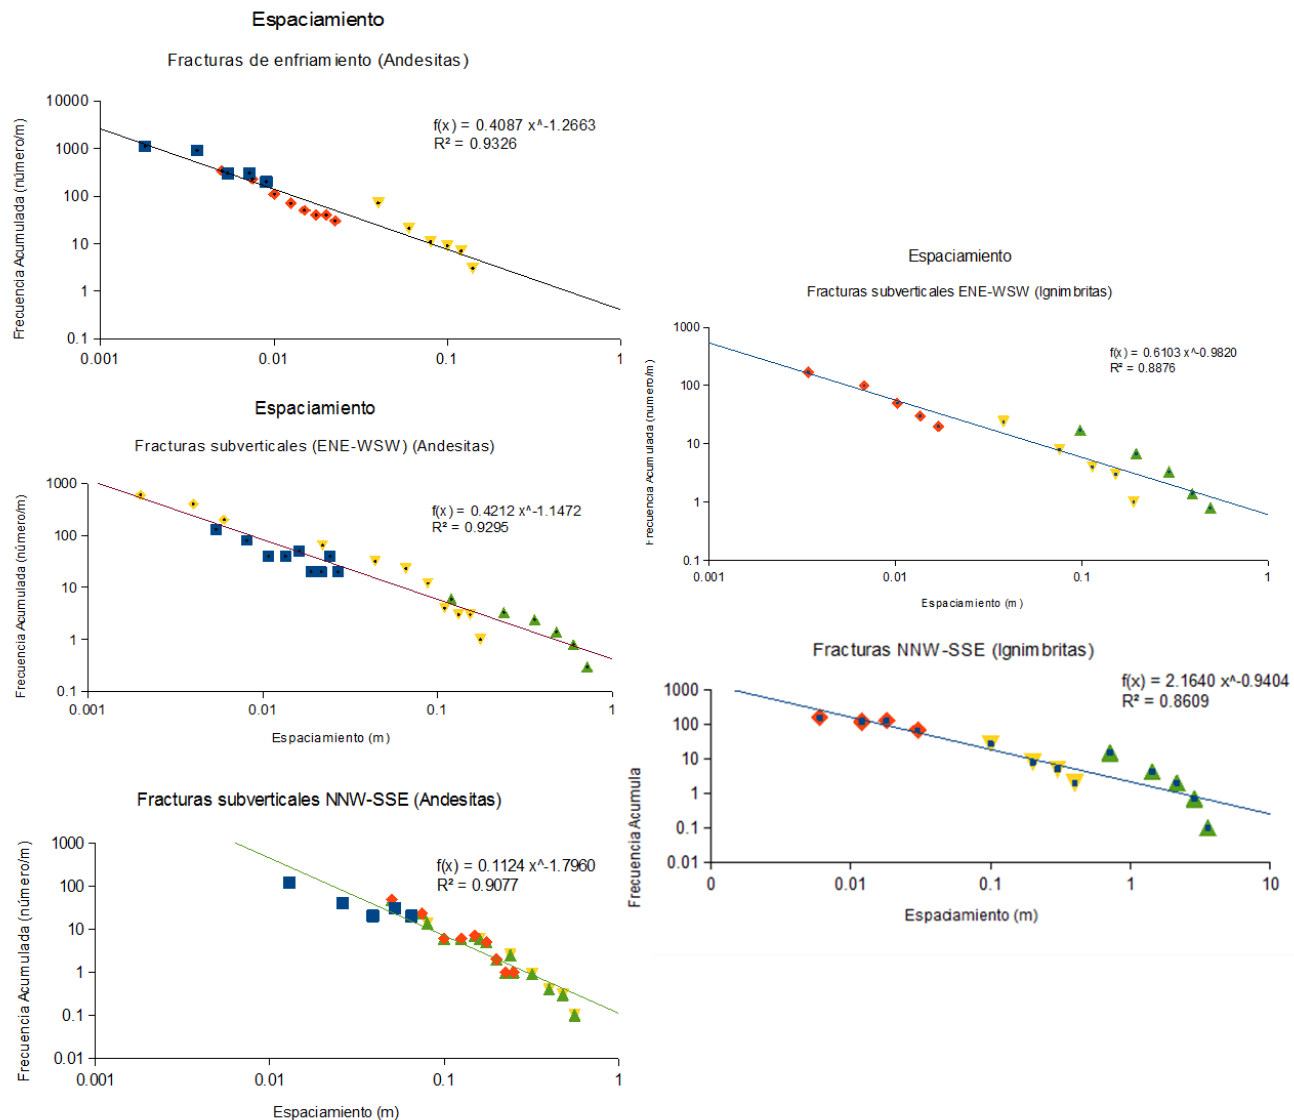 Espaciamiento
Fracturas de enfriamiento (Andesitas)
Frecuencia Acumulada (número/m)
10000
1000
100
10
1
0.1
f(x) = 0.4087 x^-1.2663
R² = 0.9326
0.001
0.01
0.1
1
Espaciamiento
Fracturas subverticales (ENE-WSW) (Andesitas)
Frecuencia Acumulada (número/m)
1000
100
10
1
0.1
f(x) = 0.4212 x^-1.1472
R² = 0.9295
0.001
0.01
0.1
1
Espaciamiento (m)
Fracturas subverticales NNW-SSE (Andesitas)
Frecuencia Acumulada (número/m)
1000
100
10
1
0.1
0.01
f(x) = 0.1124 x^-1.7960
R² = 0.9077
0.001
0.01
0.1
1
Espaciamiento (m)
Espaciamiento
Fracturas subverticales ENE-WSW (Ignimbritas)
Frecuencia Acumulada (número/m)
1000
100
10
1
0.1
f(x) = 0.6103 x^-0.9820
R² = 0.8876
0.001
0.01
0.1
1
Espaciamiento (m)
Fracturas NNW-SSE (Ignimbritas)
Frecuencia Acumula
1000
100
10
1
0.1
0.01
f(x) = 2.1640 x^-0.9404
R² = 0.8609
0
0.01
0.1
1
10
Espaciamiento (m)